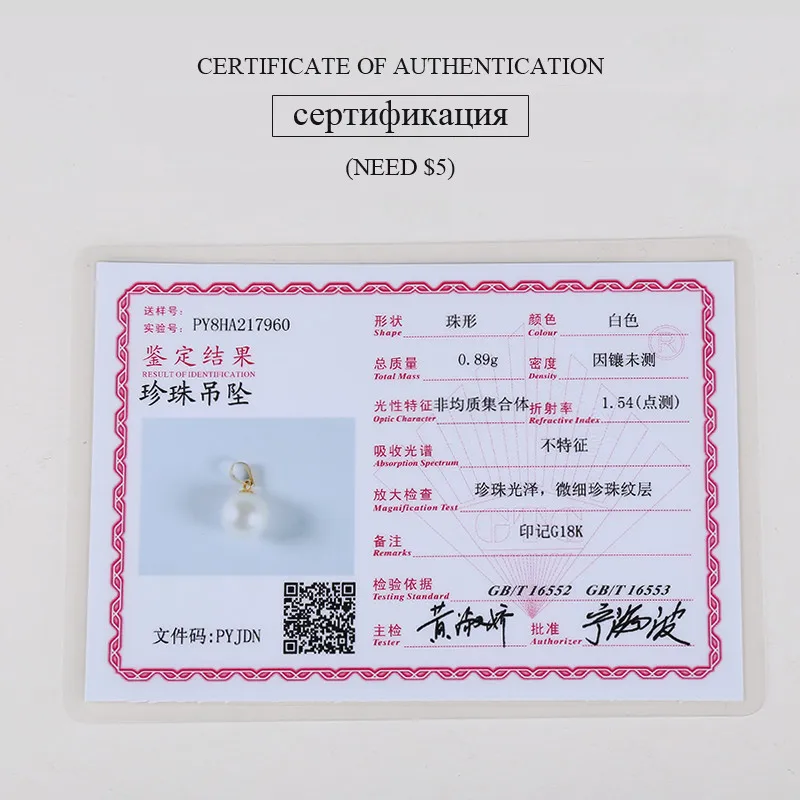 CERTIFICATE OF AUTHENTICATION
сертификация
(NEED $5)
送样号:
实验号: PY8HA217960
鉴定结果
RESULT OF IDENTIFICATION
珍珠吊坠
文件码:PYJDN
形状 珠形 颜色 白色
Shape Colour
总质量 0.89g 密度 因镶未测
Total Mass Density
光性特征 非均质集合体 折射率 1.54(点测)
Optic Character Refractive Index
吸收光谱 不特征
Absorption Spectrum
放大检查 珍珠光泽，微细珍珠纹层
Magnification Test
备注 印记G18K
Remarks
检验依据 GB/T 16552 GB/T 16553
Testing Standard
主检 黄淑娇 批准 宁海波
Tester Authorizer
®